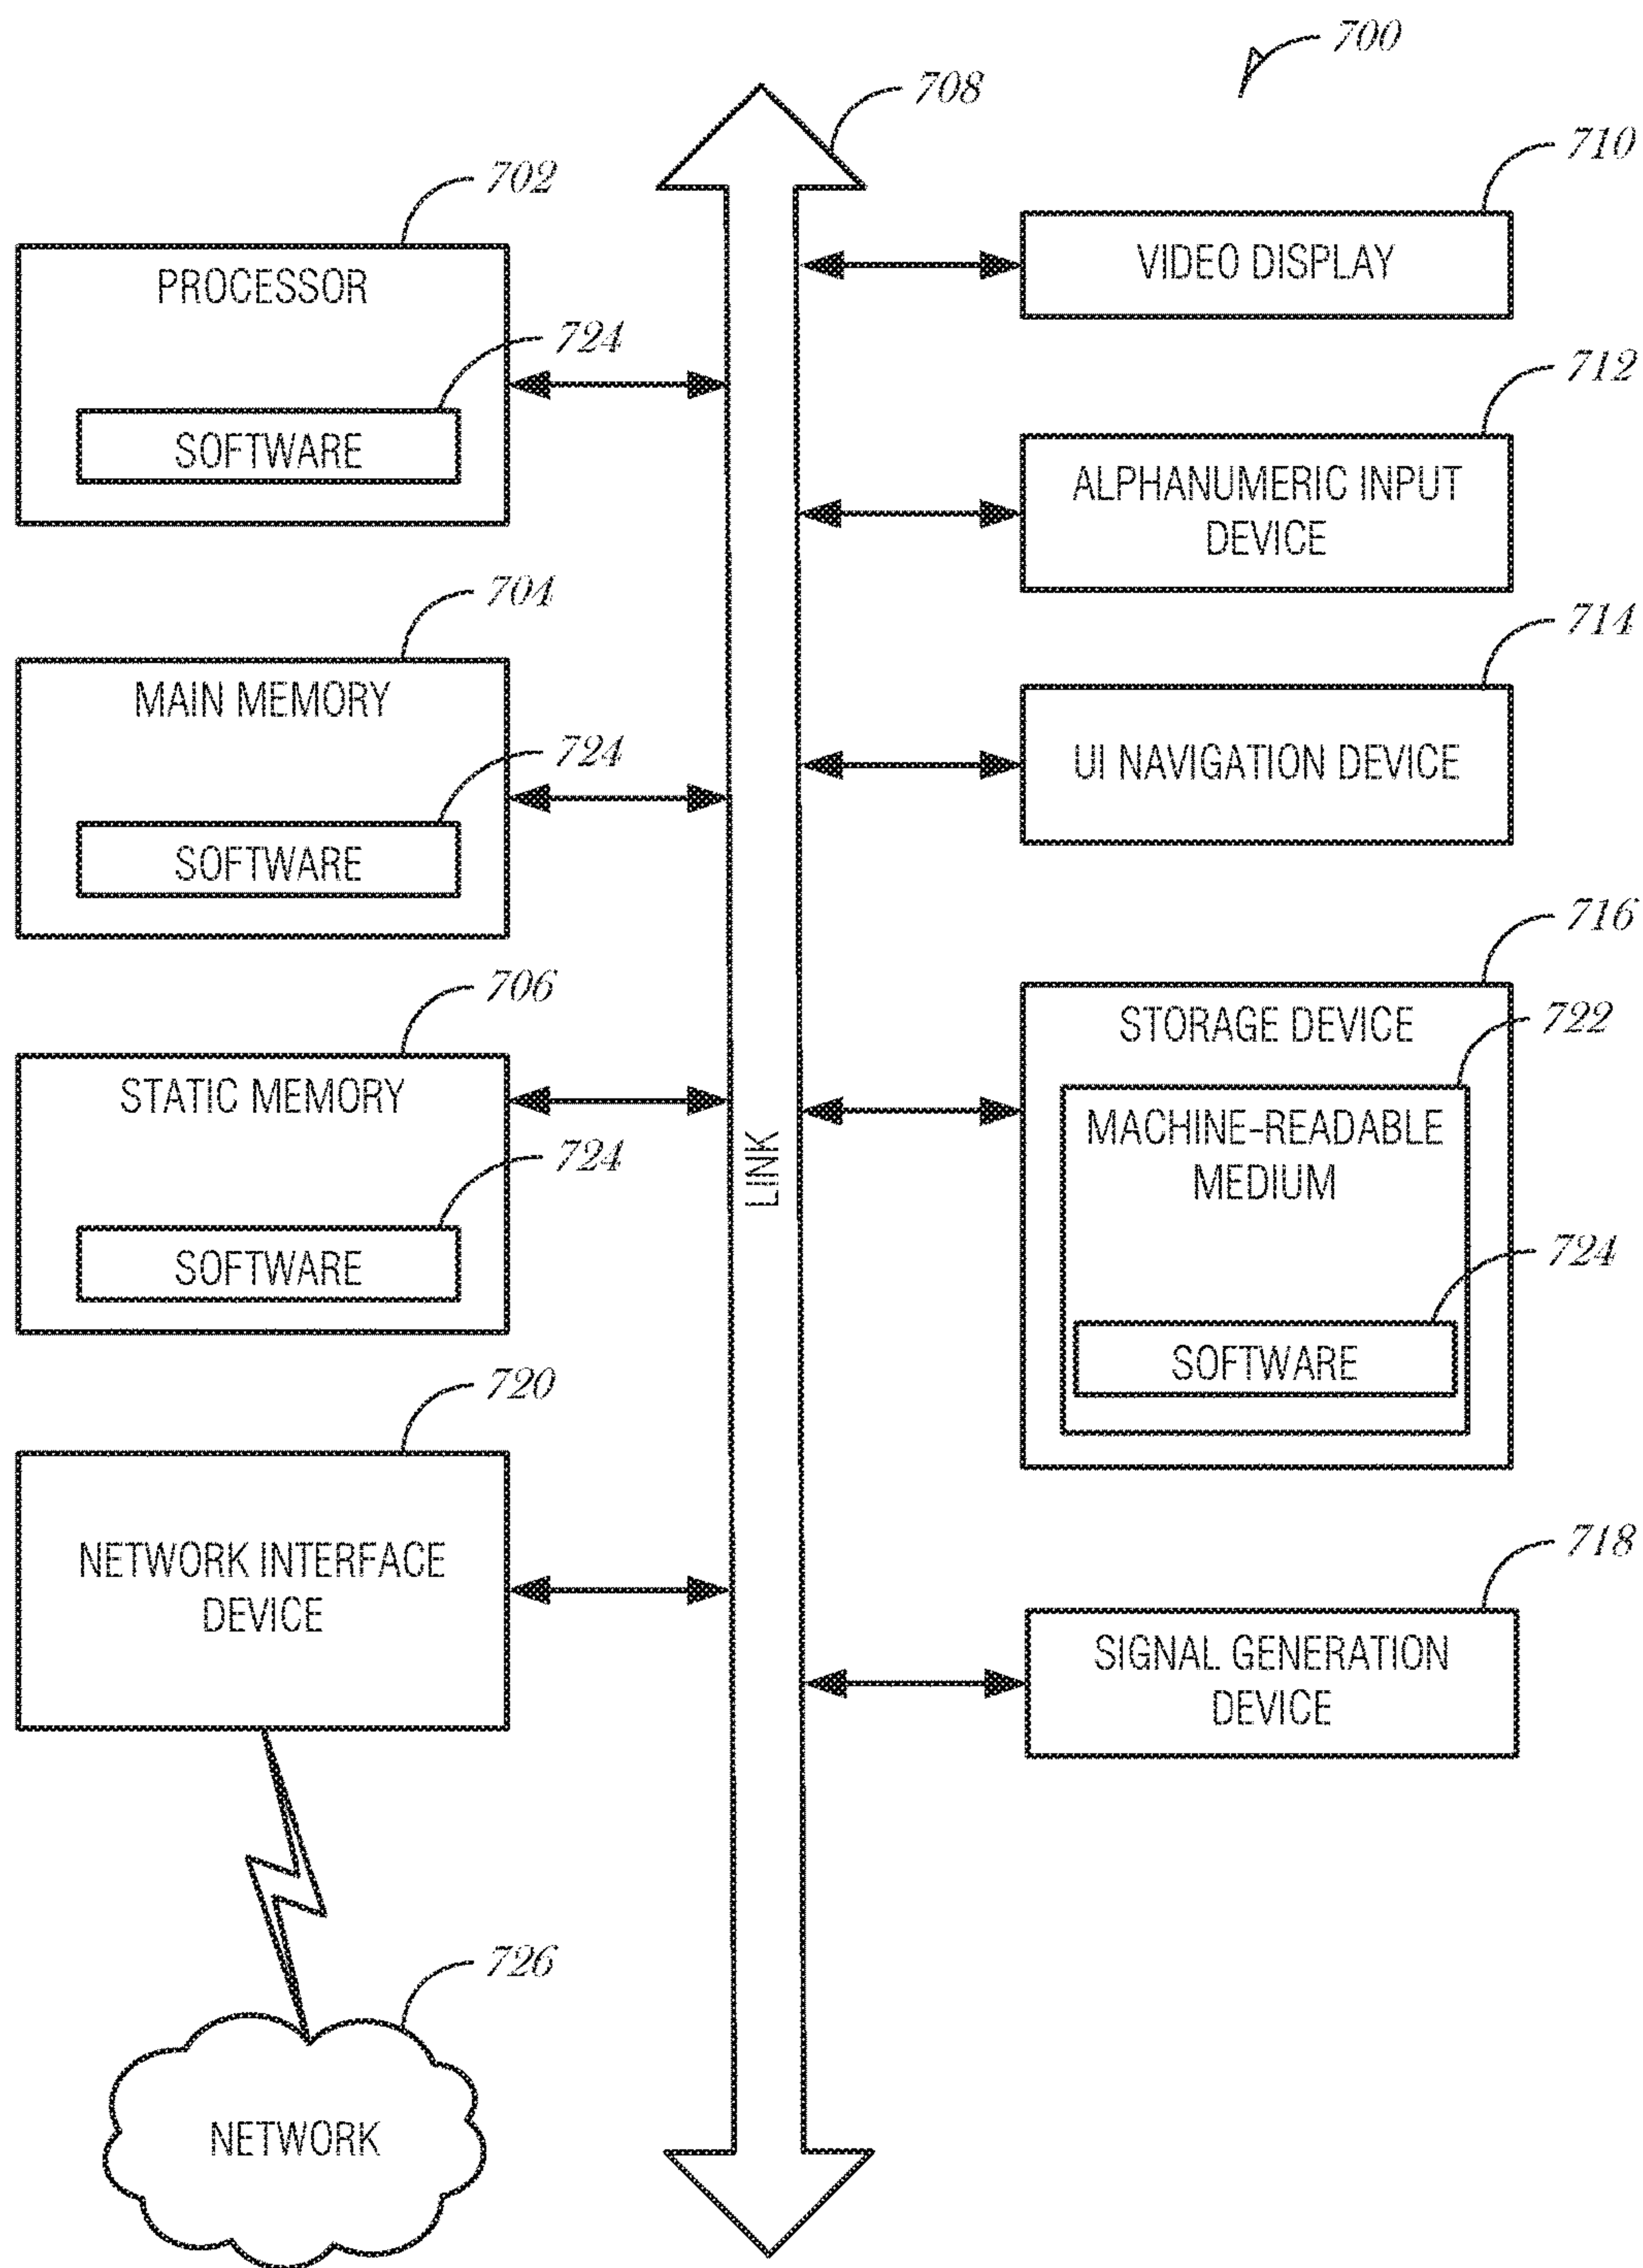 700
708
702
PROCESSOR
724
SOFTWARE
704
MAIN MEMORY
724
SOFTWARE
706
STATIC MEMORY
724
SOFTWARE
720
NETWORK INTERFACE
DEVICE
726
NETWORK
LINK
710
VIDEO DISPLAY
712
ALPHANUMERIC INPUT
DEVICE
714
UI NAVIGATION DEVICE
716
STORAGE DEVICE
722
MACHINE-READABLE
MEDIUM
724
SOFTWARE
718
SIGNAL GENERATION
DEVICE